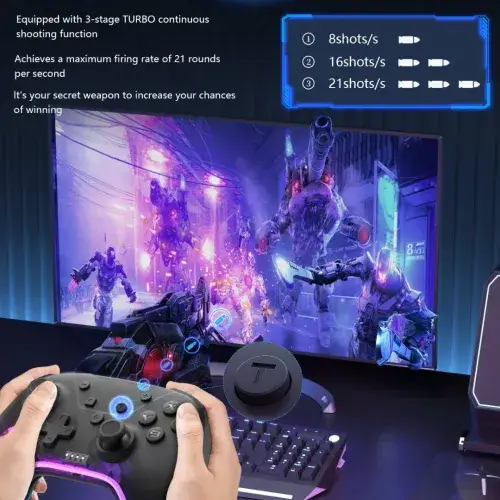 Equipped with 3-stage TURBO continuous
shooting function
Achieves a maximum firing rate of 21 rounds
per second
It's your secret weapon to increase your chances
of winning
① 8shots/s
② 16shots/s
③ 21shots/s
T